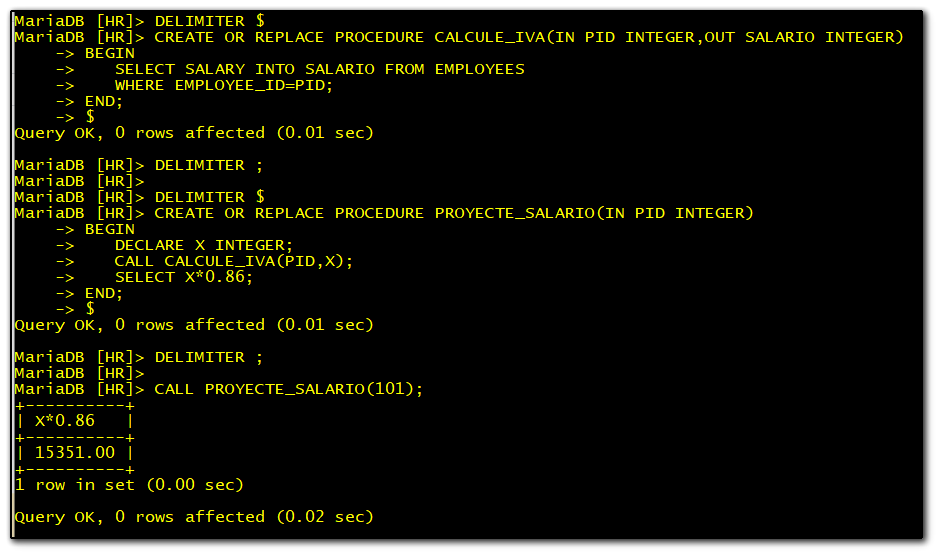 MariaDB [HR]> DELIMITER $
MariaDB [HR]> CREATE OR REPLACE PROCEDURE CALCULE_IVA(IN PID INTEGER,OUT SALARIO INTEGER)
    -> BEGIN
    ->    SELECT SALARY INTO SALARIO FROM EMPLOYEES
    ->    WHERE EMPLOYEE_ID=PID;
    -> END;
    -> $
Query OK, 0 rows affected (0.01 sec)

MariaDB [HR]> DELIMITER ;
MariaDB [HR]>
MariaDB [HR]> DELIMITER $
MariaDB [HR]> CREATE OR REPLACE PROCEDURE PROYECTE_SALARIO(IN PID INTEGER)
    -> BEGIN
    ->    DECLARE X INTEGER;
    ->    CALL CALCULE_IVA(PID,X);
    ->    SELECT X*0.86;
    -> END;
    -> $
Query OK, 0 rows affected (0.01 sec)

MariaDB [HR]> DELIMITER ;
MariaDB [HR]>
MariaDB [HR]> CALL PROYECTE_SALARIO(101);
+----------+
| X*0.86   |
+----------+
| 15351.00 |
+----------+
1 row in set (0.00 sec)

Query OK, 0 rows affected (0.02 sec)